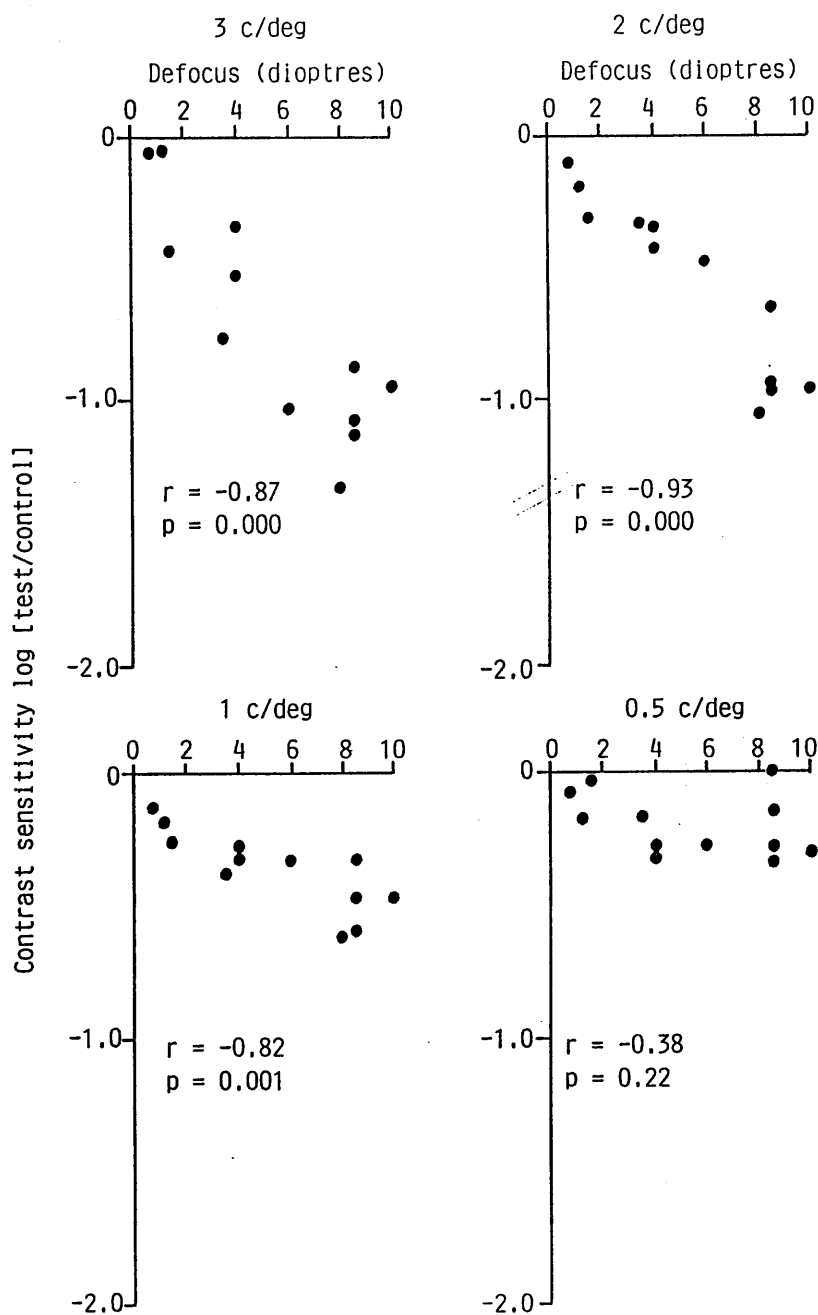 3 c/deg
Defocus (dioptres)
0 2 4 6 8 10
0
-1.0
-2.0
r = -0.87
p = 0.000
2 c/deg
Defocus (dioptres)
0 2 4 6 8 10
0
-1.0
-2.0
r = -0.93
p = 0.000
Contrast sensitivity log [test/control]
1 c/deg
0 2 4 6 8 10
0
-1.0
-2.0
r = -0.82
p = 0.001
0.5 c/deg
0 2 4 6 8 10
0
-1.0
-2.0
r = -0.38
p = 0.22